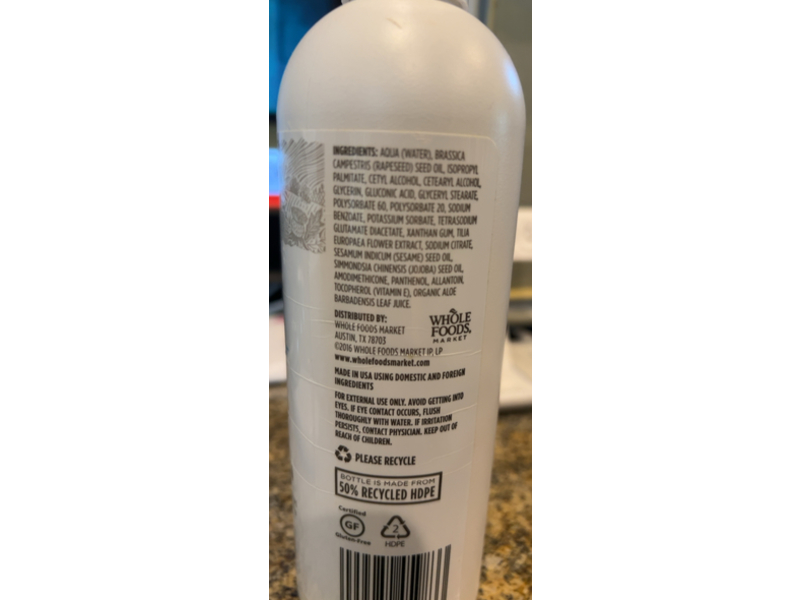 INGREDIENTS: AQUA (WATER), BRASSICA
CAMPESTRIS (RAPESEED) SEED OIL, ISOPROPYL
PALMITATE, CETYL ALCOHOL, CETEARYL ALCOHOL,
GLYCERIN, GLUCONIC ACID, GLYCERYL STEARATE,
POLYSORBATE 60, POLYSORBATE 20, SODIUM
BENZOATE, POTASSIUM SORBATE, TETRASODIUM
GLUTAMATE DIACETATE, XANTHAN GUM, TILIA
EUROPAEA FLOWER EXTRACT, SODIUM CITRATE,
SESAMUM INDICUM (SESAME) SEED OIL,
SIMMONDSIA CHINENSIS (JOJOBA) SEED OIL,
AMODIMETHICONE, PANTHENOL, ALLANTOIN,
TOCOPHEROL (VITAMIN E), ORGANIC ALOE
BARBADENSIS LEAF JUICE.
DISTRIBUTED BY:
WHOLE FOODS MARKET
AUSTIN, TX 78703
©2016 WHOLE FOODS MARKET IP, LP
www.wholefoodsmarket.com
WHOLE
FOODS
MARKET
MADE IN USA USING DOMESTIC AND FOREIGN
INGREDIENTS
FOR EXTERNAL USE ONLY. AVOID GETTING INTO
EYES. IF EYE CONTACT OCCURS, FLUSH
THOROUGHLY WITH WATER. IF IRRITATION
PERSISTS, CONTACT PHYSICIAN. KEEP OUT OF
REACH OF CHILDREN.
PLEASE RECYCLE
BOTTLE IS MADE FROM
50% RECYCLED HDPE
Certified
GF
Gluten-Free
2
HDPE